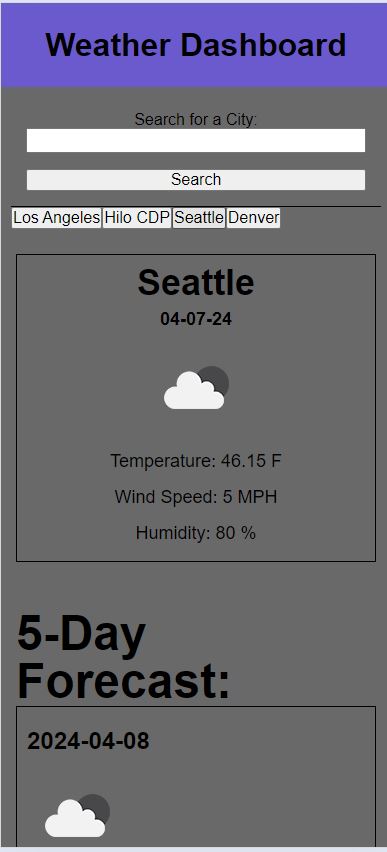 Weather Dashboard
Search for a City:
Search
Los Angeles Hilo CDP Seattle Denver
Seattle
04-07-24
Temperature: 46.15 F
Wind Speed: 5 MPH
Humidity: 80 %
5-Day
Forecast:
2024-04-08